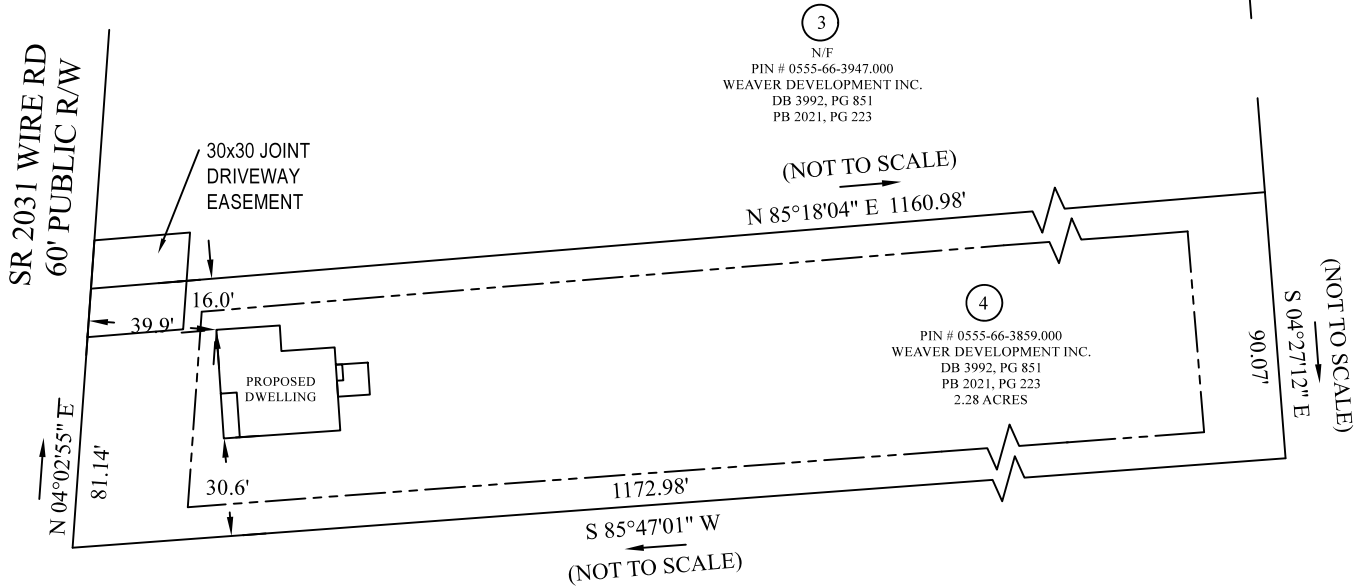 3
N/F
PIN # 0555-66-3947.000
WEAVER DEVELOPMENT INC.
DB 3992, PG 851
PB 2021, PG 223
SR 2031 WIRE RD
60' PUBLIC R/W
30x30 JOINT
DRIVEWAY
EASEMENT
(NOT TO SCALE)
N 85°18'04" E 1160.98'
16.0'
39.9'
PROPOSED
DWELLING
4
PIN # 0555-66-3859.000
WEAVER DEVELOPMENT INC.
DB 3992, PG 851
PB 2021, PG 223
2.28 ACRES
90.07'
S 04°27'12" E
(NOT TO SCALE)
N 04°02'55" E
81.14'
30.6'
1172.98'
S 85°47'01" W
(NOT TO SCALE)